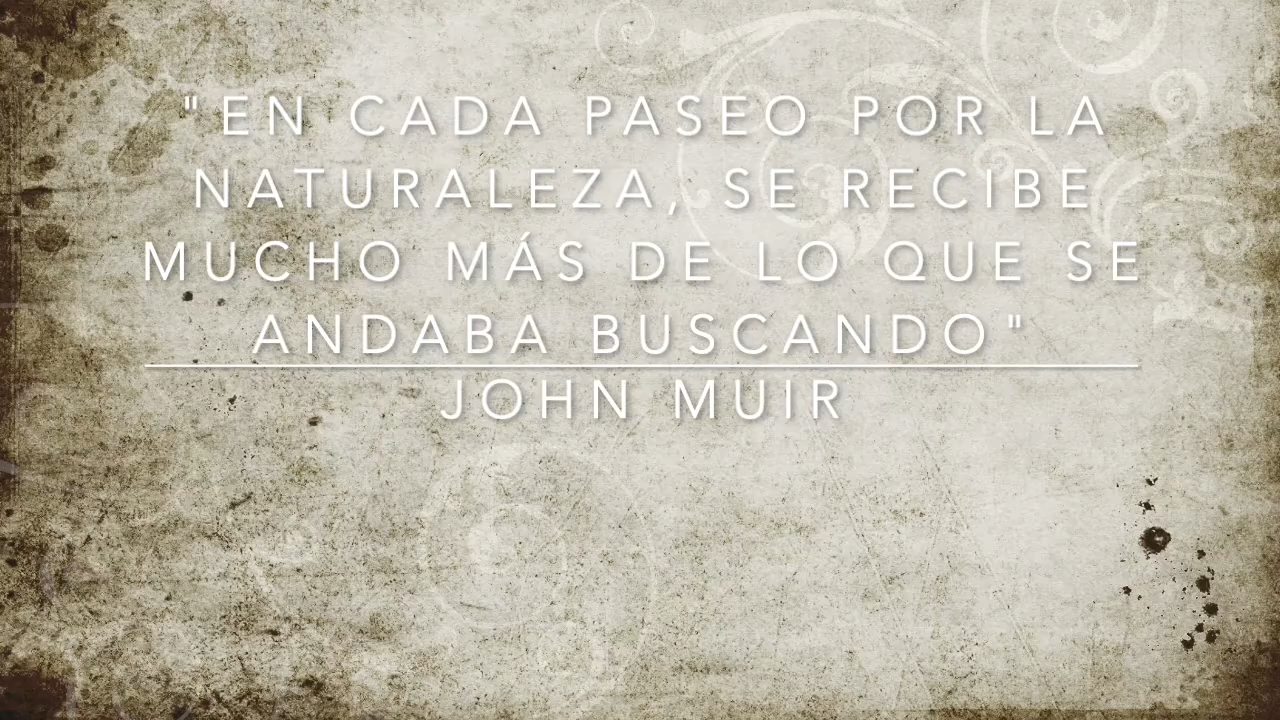 "EN CADA PASEO POR LA
NATURALEZA, SE RECIBE
MUCHO MÁS DE LO QUE SE
ANDABA BUSCANDO"
JOHN MUIR